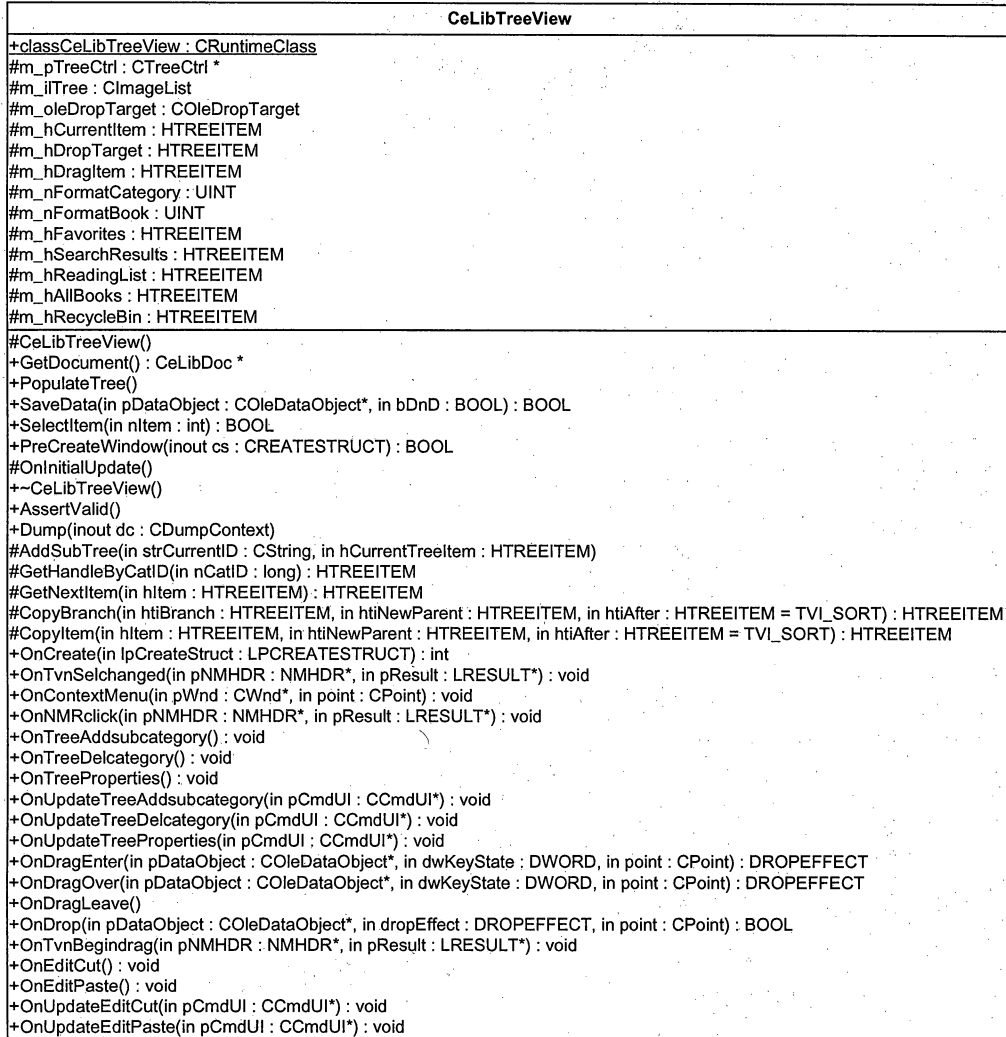 CeLibTreeView
+classCeLibTreeView : CRuntimeClass
#m_pTreeCtrl : CTreeCtrl *
#m_ilTree : CImageList
#m_oleDropTarget : COleDropTarget
#m_hCurrentItem : HTREEITEM
#m_hDropTarget : HTREEITEM
#m_hDragItem : HTREEITEM
#m_nFormatCategory : UINT
#m_nFormatBook : UINT
#m_hFavorites : HTREEITEM
#m_hSearchResults : HTREEITEM
#m_hReadingList : HTREEITEM
#m_hAllBooks : HTREEITEM
#m_hRecycleBin : HTREEITEM
#CeLibTreeView()
+GetDocument() : CeLibDoc *
+PopulateTree()
+SaveData(in pDataObject : COleDataObject*, in bDnD : BOOL) : BOOL
+SelectItem(in nItem : int) : BOOL
+PreCreateWindow(inout cs : CREATESTRUCT) : BOOL
#OnInitialUpdate()
+~CeLibTreeView()
+AssertValid()
+Dump(inout dc : CDumpContext)
#AddSubTree(in strCurrentID : CString, in hCurrentTreeItem : HTREEITEM)
#GetHandleByCatID(in nCatID : long) : HTREEITEM
#GetNextItem(in hItem : HTREEITEM) : HTREEITEM
#CopyBranch(in htiBranch : HTREEITEM, in htiNewParent : HTREEITEM, in htiAfter : HTREEITEM = TVI_SORT) : HTREEITEM
#CopyItem(in hItem : HTREEITEM, in htiNewParent : HTREEITEM, in htiAfter : HTREEITEM = TVI_SORT) : HTREEITEM
+OnCreate(in lpCreateStruct : LPCREATESTRUCT) : int
+OnTvnSelchanged(in pNMHDR : NMHDR*, in pResult : LRESULT*) : void
+OnContextMenu(in pWnd : CWnd*, in point : CPoint) : void
+OnNMRclick(in pNMHDR : NMHDR*, in pResult : LRESULT*) : void
+OnTreeAddsubcategory() : void
+OnTreeDelcategory() : void
+OnTreeProperties() : void
+OnUpdateTreeAddsubcategory(in pCmdUI : CCmdUI*) : void
+OnUpdateTreeDelcategory(in pCmdUI : CCmdUI*) : void
+OnUpdateTreeProperties(in pCmdUI : CCmdUI*) : void
+OnDragEnter(in pDataObject : COleDataObject*, in dwKeyState : DWORD, in point : CPoint) : DROPEFFECT
+OnDragOver(in pDataObject : COleDataObject*, in dwKeyState : DWORD, in point : CPoint) : DROPEFFECT
+OnDragLeave()
+OnDrop(in pDataObject : COleDataObject*, in dropEffect : DROPEFFECT, in point : CPoint) : BOOL
+OnTvnBegindrag(in pNMHDR : NMHDR*, in pResult : LRESULT*) : void
+OnEditCut() : void
+OnEditPaste() : void
+OnUpdateEditCut(in pCmdUI : CCmdUI*) : void
+OnUpdateEditPaste(in pCmdUI : CCmdUI*) : void